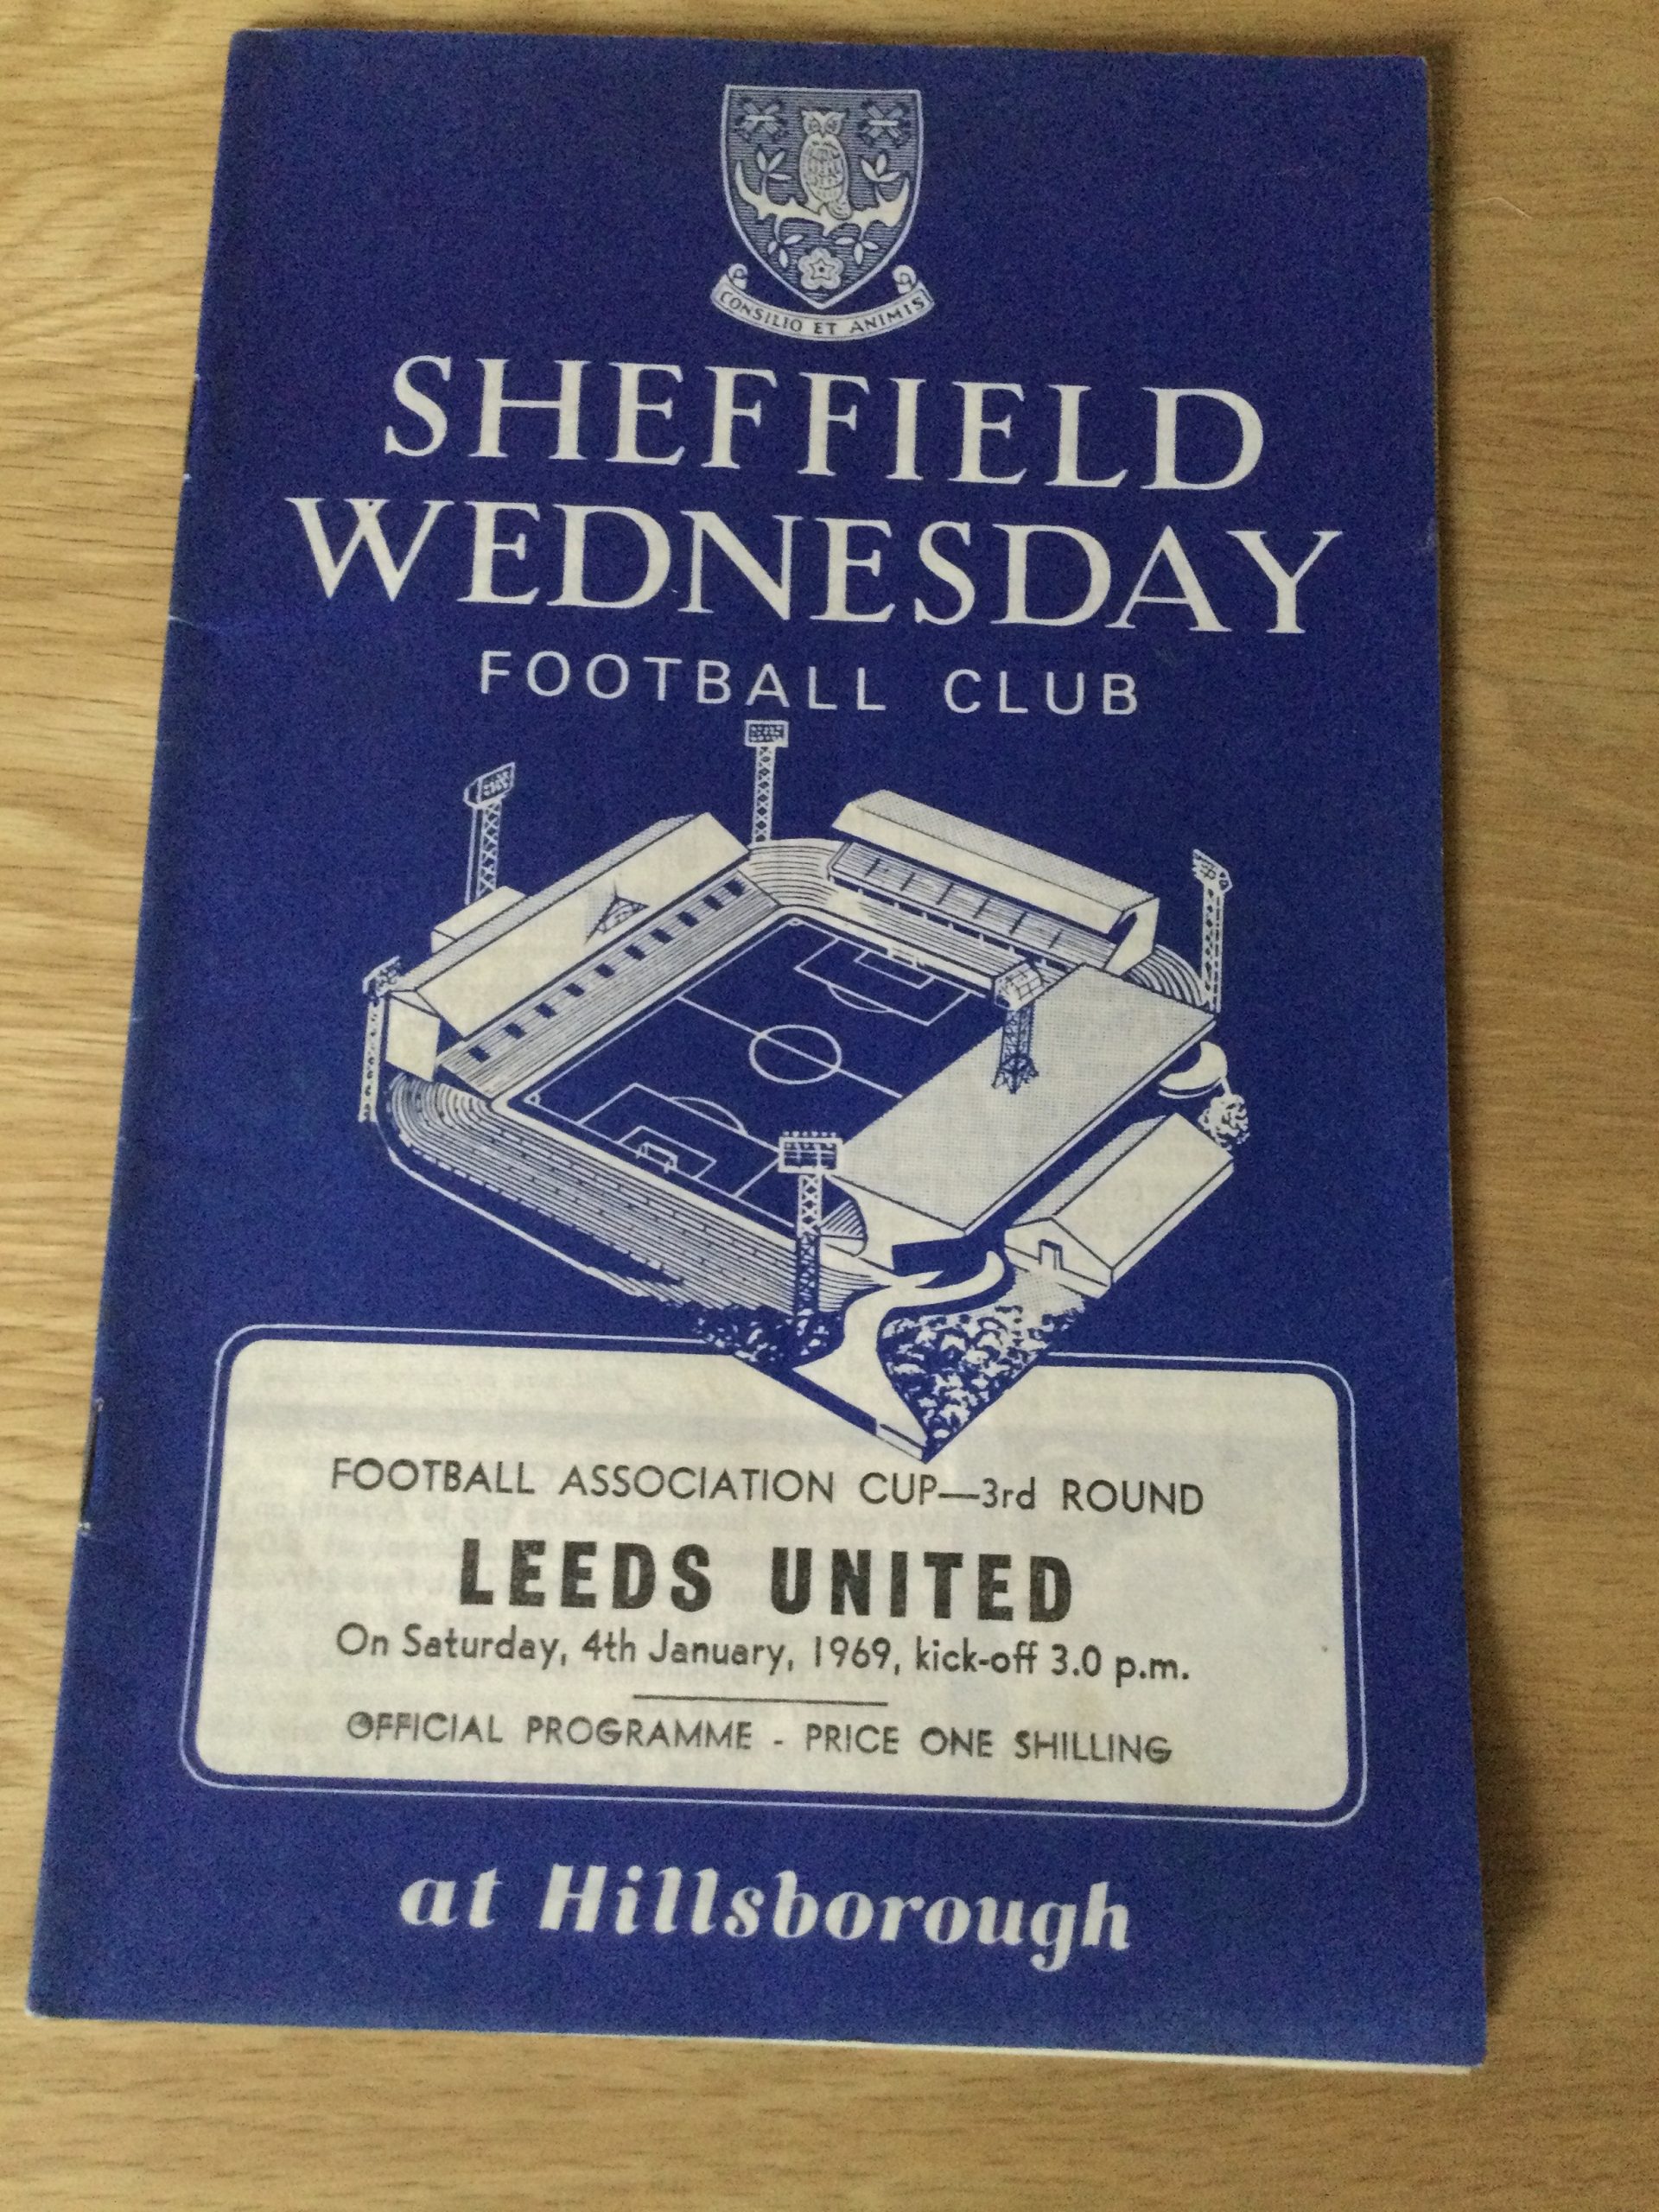 CONSILIO ET ANIMIS
SHEFFIELD
WEDNESDAY
FOOTBALL CLUB
FOOTBALL ASSOCIATION CUP—3rd ROUND
LEEDS UNITED
On Saturday, 4th January, 1969, kick-off 3.0 p.m.
OFFICIAL PROGRAMME - PRICE ONE SHILLING
at Hillsborough